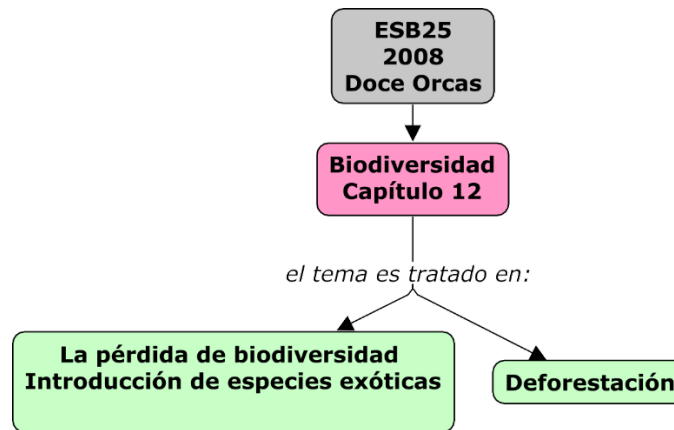 ESB25
2008
Doce Orcas
Biodiversidad
Capítulo 12
el tema es tratado en:
La pérdida de biodiversidad
Introducción de especies exóticas
Deforestación